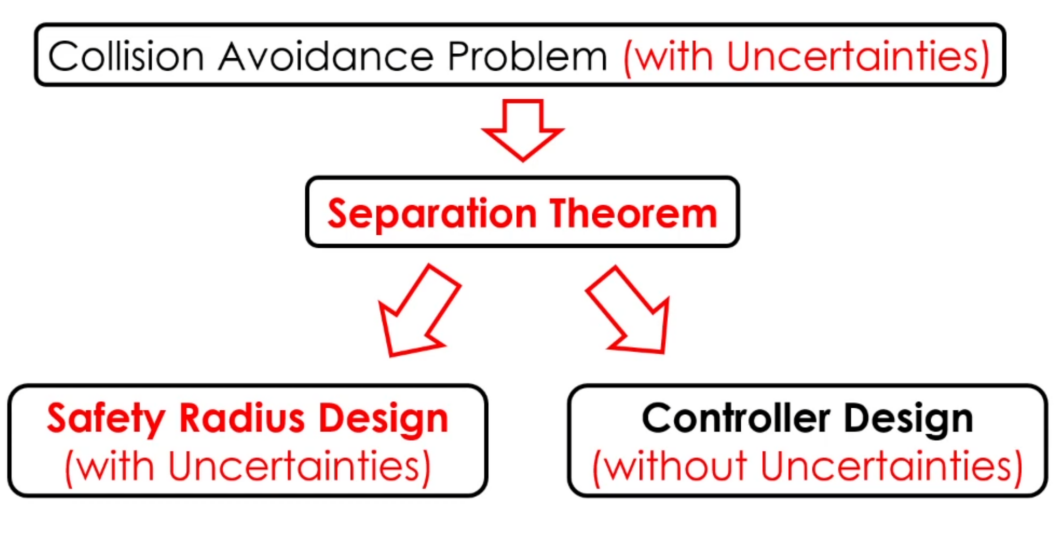 Collision Avoidance Problem (with Uncertainties)
Separation Theorem
Safety Radius Design
(with Uncertainties)
Controller Design
(without Uncertainties)